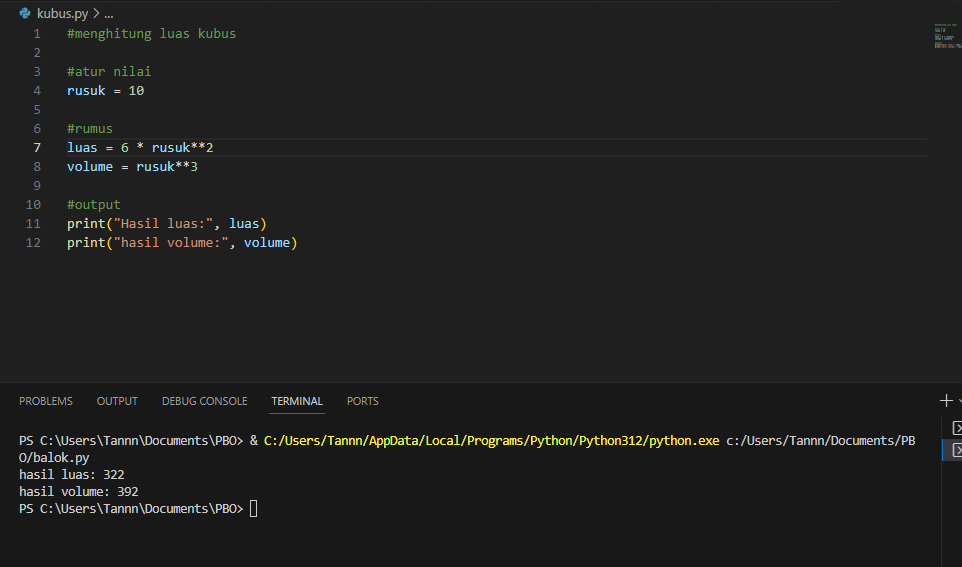 kubus.py > ...
1 #menghitung luas kubus
2
3 #atur nilai
4 rusuk = 10
5
6 #rumus
7 luas = 6 * rusuk**2
8 volume = rusuk**3
9
10 #output
11 print("Hasil luas:", luas)
12 print("hasil volume:", volume)
PROBLEMS OUTPUT DEBUG CONSOLE TERMINAL PORTS
PS C:\Users\Tannn\Documents\PBO> & C:/Users/Tannn/AppData/Local/Programs/Python/Python312/python.exe c:/Users/Tannn/Documents/PB
O/balok.py
hasil luas: 322
hasil volume: 392
PS C:\Users\Tannn\Documents\PBO>